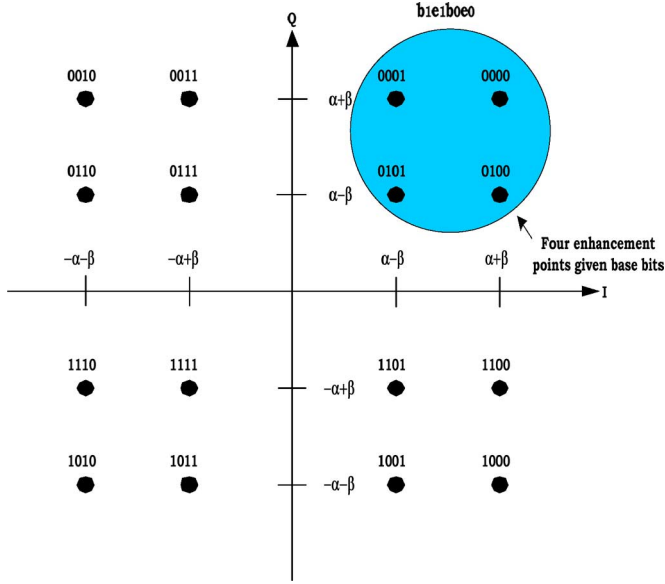 b1e1b0e0
Q
0010 0011 α+β 0001 0000
0110 0111 α−β 0101 0100
Four enhancement
points given base bits
−α−β −α+β α−β α+β
I
1110 1111 −α+β 1101 1100
1010 1011 −α−β 1001 1000